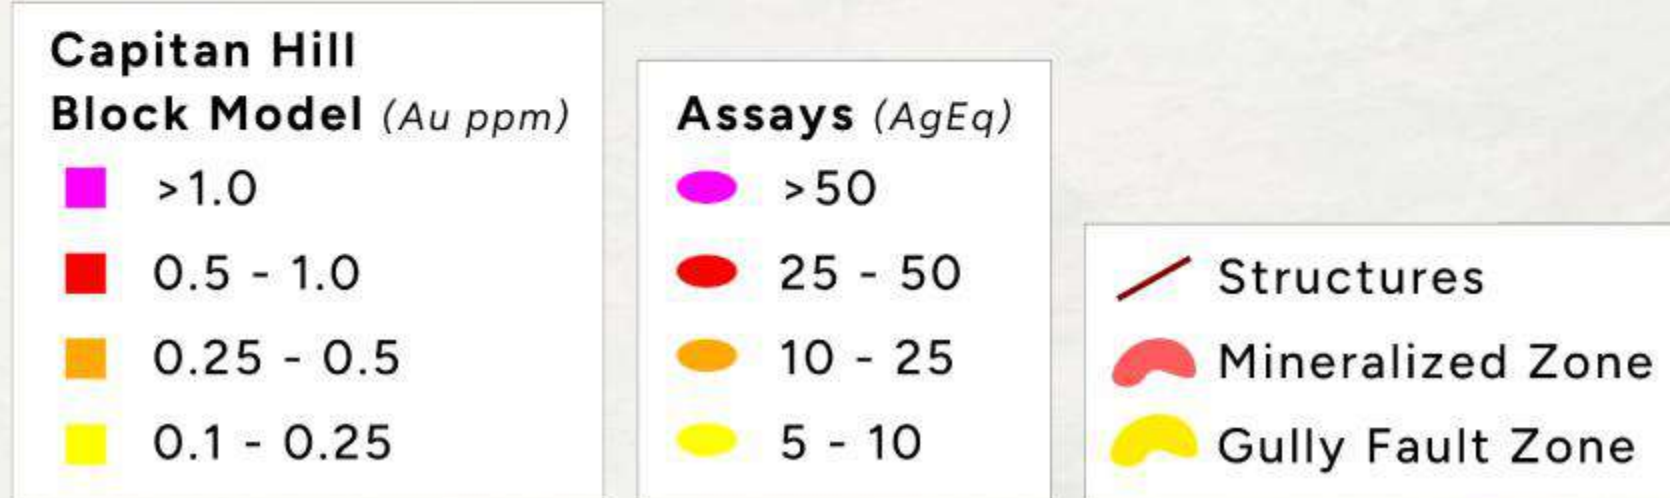 Capitan Hill
Block Model (Au ppm)
>1.0
0.5 - 1.0
0.25 - 0.5
0.1 - 0.25
Assays (AgEq)
>50
25 - 50
10 - 25
5 - 10
Structures
Mineralized Zone
Gully Fault Zone